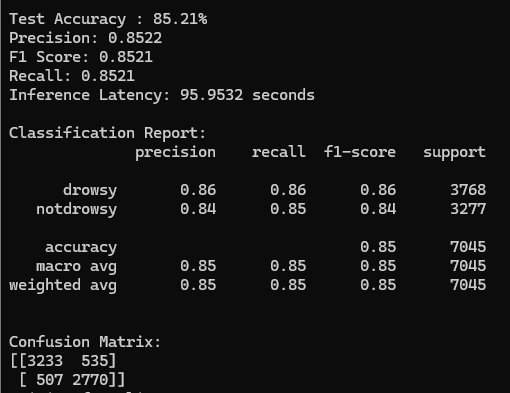 Test Accuracy : 85.21%
Precision: 0.8522
F1 Score: 0.8521
Recall: 0.8521
Inference Latency: 95.9532 seconds
Classification Report:
precision recall f1-score support
drowsy 0.86 0.86 0.86 3768
notdrowsy 0.84 0.85 0.84 3277
accuracy 0.85 7045
macro avg 0.85 0.85 0.85 7045
weighted avg 0.85 0.85 0.85 7045
Confusion Matrix:
[[3233 535]
[ 507 2770]]